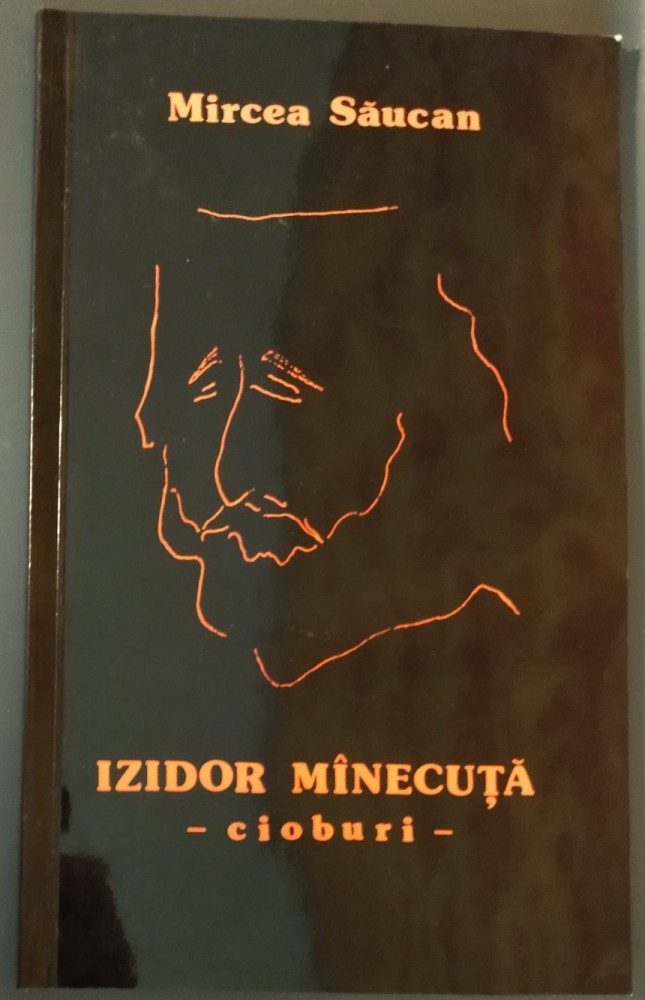 Mircea Săucan
IZIDOR MÎNECUȚĂ
- cioburi -